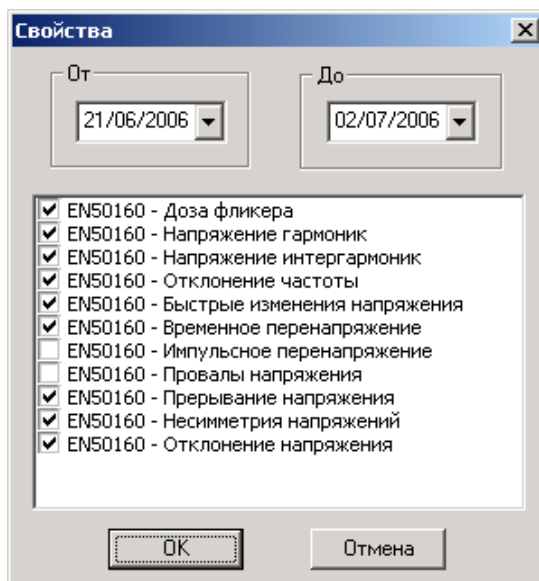 Свойства
От
До
21/06/2006
02/07/2006
EN50160 - Доза фликера
EN50160 - Напряжение гармоник
EN50160 - Напряжение интергармоник
EN50160 - Отклонение частоты
EN50160 - Быстрые изменения напряжения
EN50160 - Временное перенапряжение
EN50160 - Импульсное перенапряжение
EN50160 - Провалы напряжения
EN50160 - Прерывание напряжения
EN50160 - Несимметрия напряжений
EN50160 - Отклонение напряжения
OK
Отмена